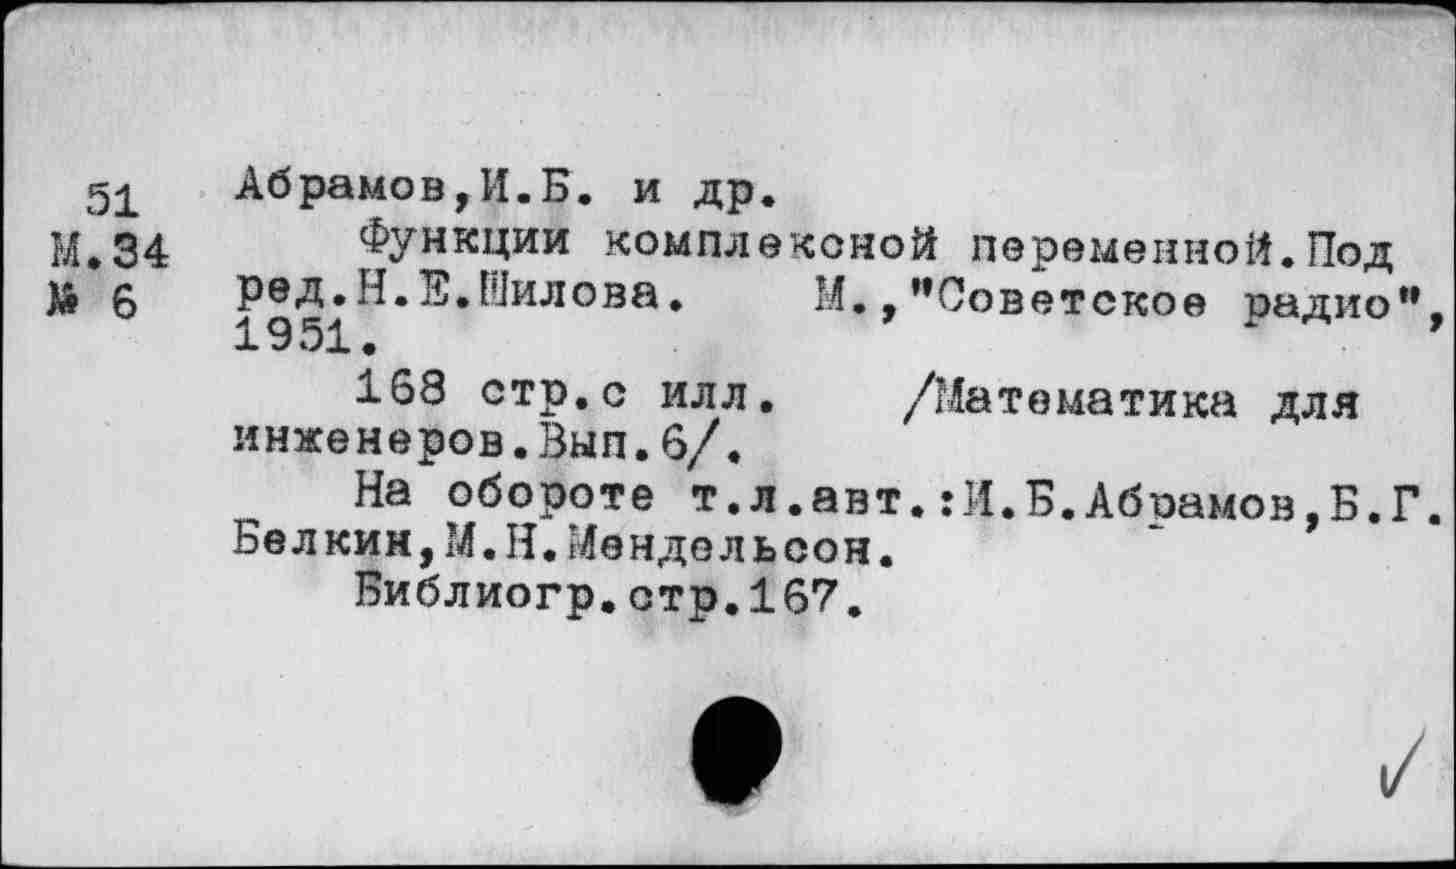 51 Абрамов,И.Б. и др.
М.34 Функции комплексной переменной.Под
№ 6 ред.Н.Е.Шилова. М.,"Советское радио",
1951.
168 стр.с илл. /Математика для
инженеров.Вып.6/.
На обороте т.л.авт.:И.Б.Абрамов,Б.Г.
Белкин,М.Н.Мендельсон.
Библиогр.стр.167.